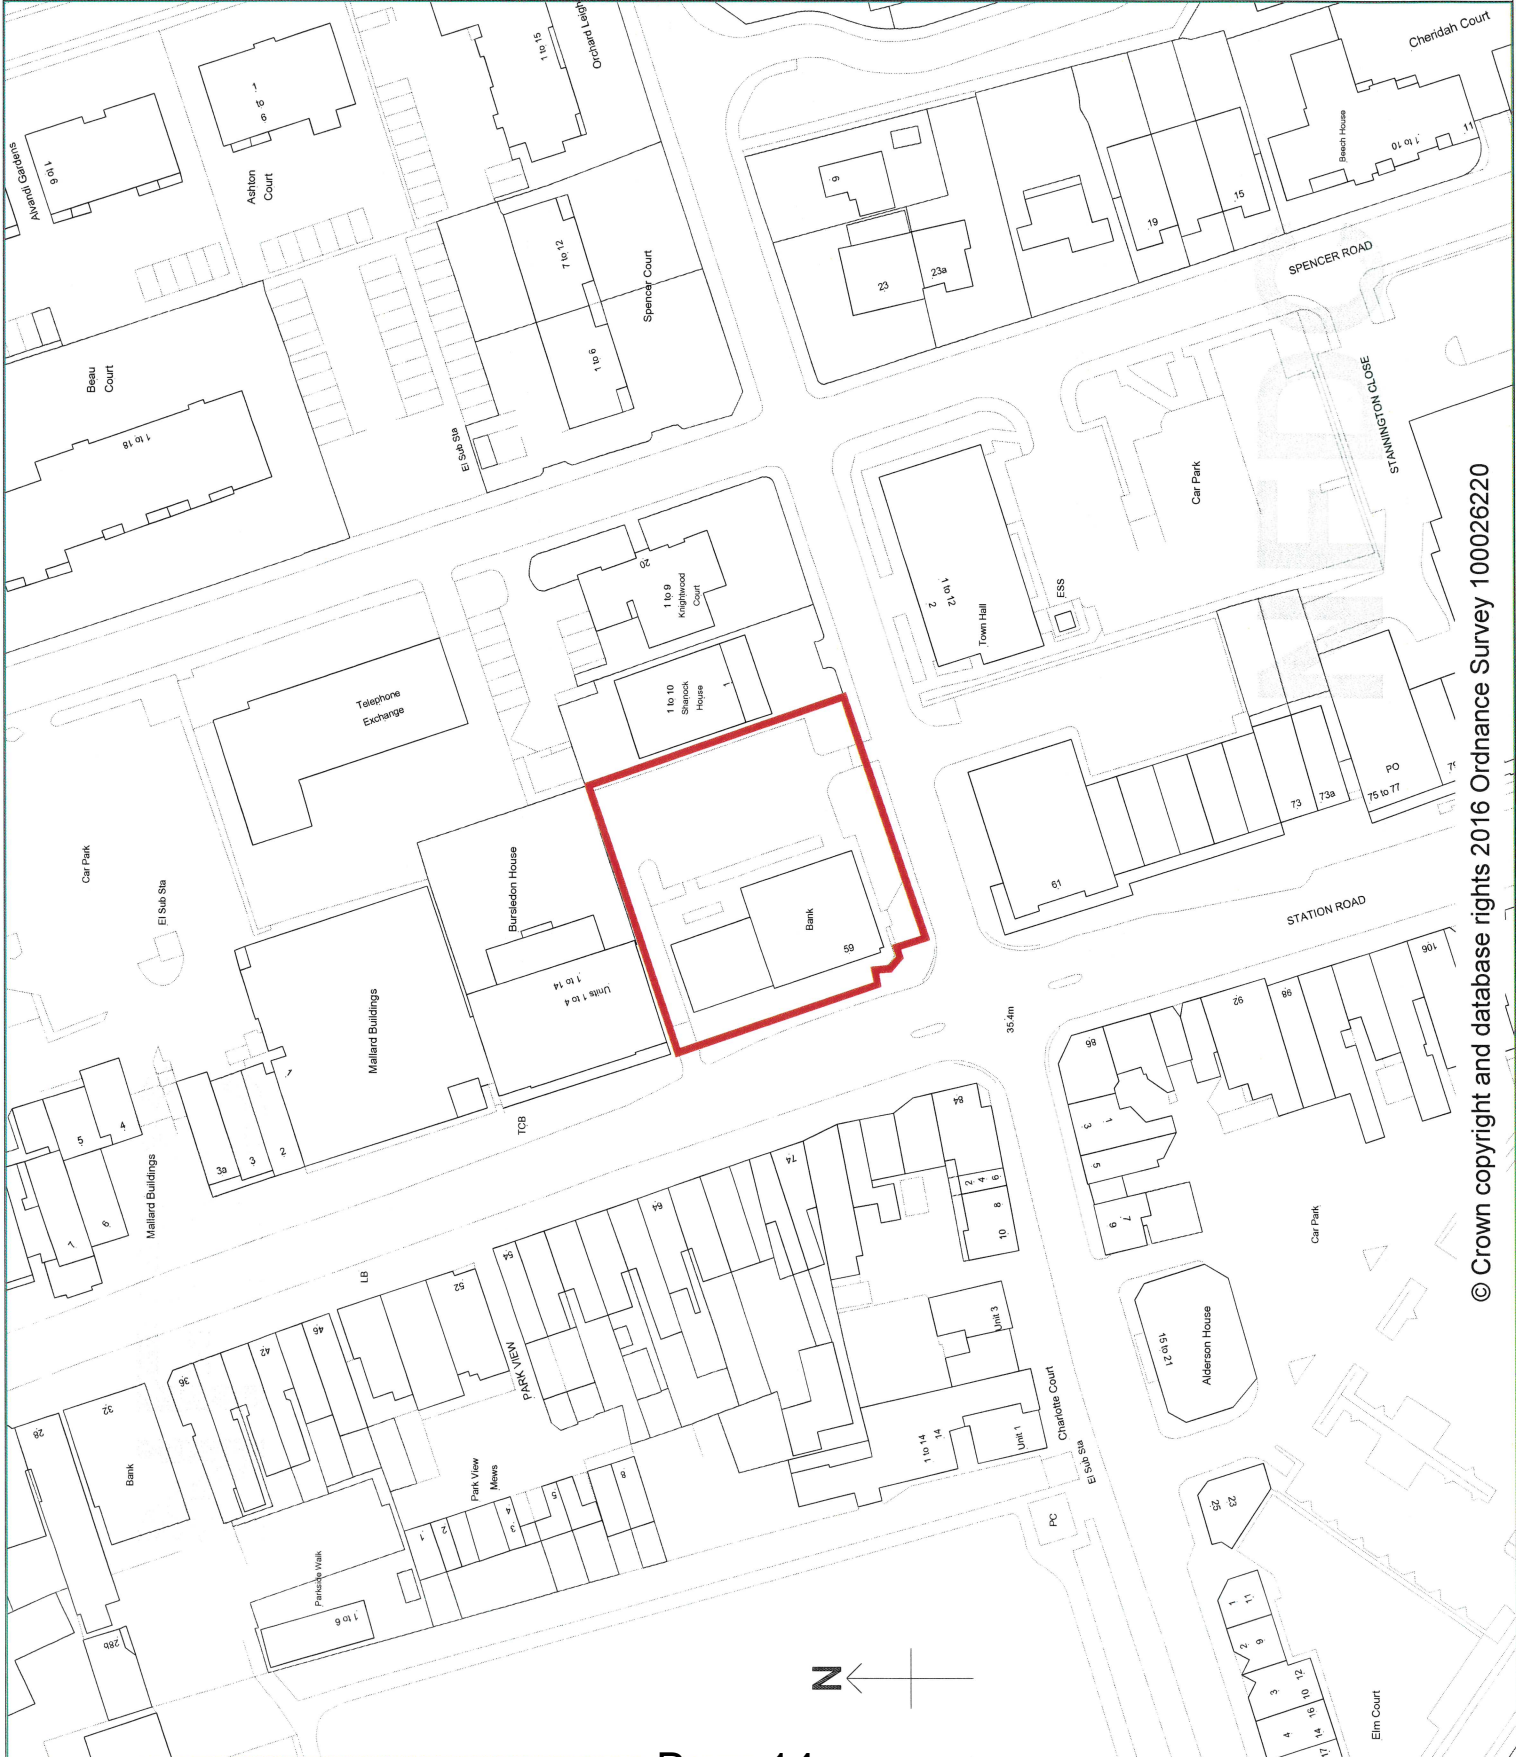 Alvandi Gardens
1 to 6
1
to
6
Ashton
Court
1 to 15
Orchard Leigh
Cheridah Court
Beech House
1 to 10
11
9
7 to 12
Spencer Court
1 to 6
23
23a
19
15
SPENCER ROAD
Beau
Court
1 to 18
El Sub Sta
STANNINGTON CLOSE
Car Park
20
1 to 9
Knightwood
Court
1 to 12
2
Town Hall
ESS
1 to 10
Shanock
House
1
Telephone
Exchange
Car Park
El Sub Sta
Bursledon House
1 to 14
Units 1 to 4
Bank
59
61
73
73a
PO
75 to 77
STATION ROAD
Mallard Buildings
35.4m
86
92
98
106
5
4
3a
3
2
1
TCB
Mallard Buildings
7
6
74
84
64
54
52
LB
2
4
6
8
10
3
1
5
9
7
Car Park
Unit 3
15 to 21
Alderson House
PARK VIEW
46
42
36
32
28
Bank
Park View
Mews
1
2
3
4
5
8
1 to 14
14
Unit 1
Charlotte Court
El Sub Sta
PC
25
23
Parkside Walk
1 to 6
28b
1
11
2
9
3
12
10
4
16
14
17
Elm Court
N
© Crown copyright and database rights 2016 Ordnance Survey 100026220